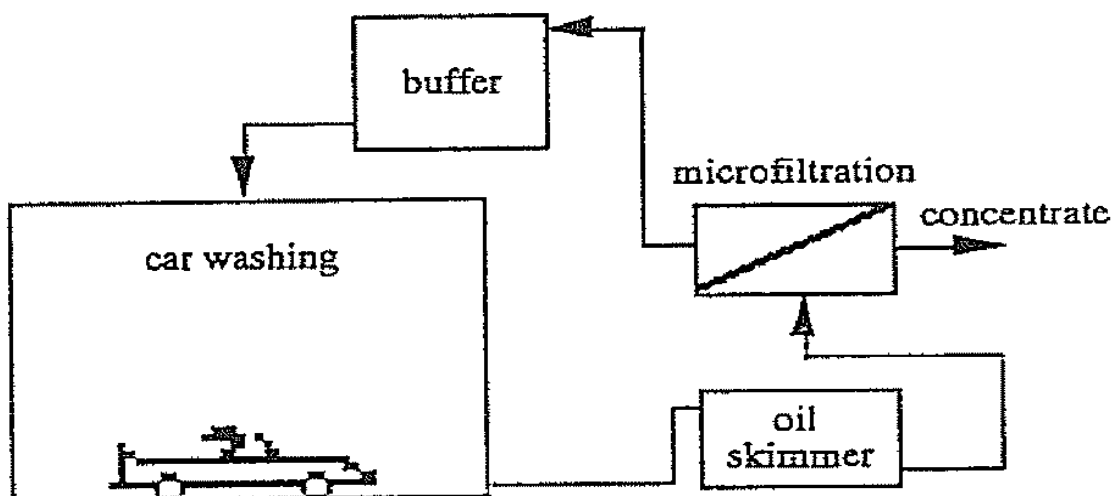 buffer
microfiltration
concentrate
car washing
oil
skimmer